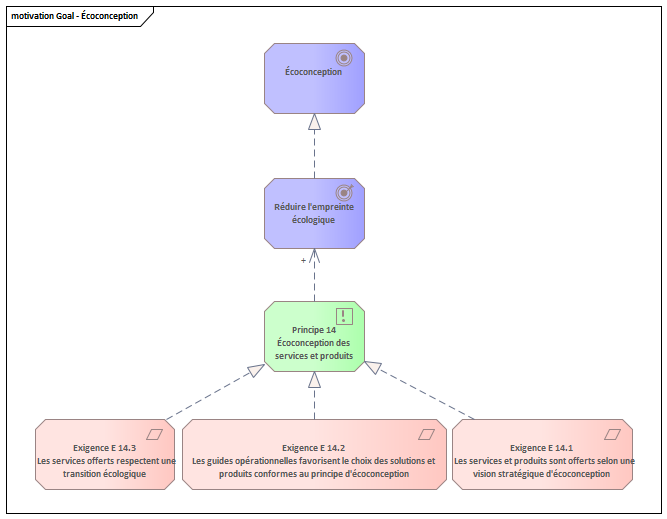 motivation Goal - Écoconception
Écoconception
Réduire l'empreinte
écologique
+
Principe 14
Écoconception des
services et produits
Exigence E 14.3
Les services offerts respectent une
transition écologique
Exigence E 14.2
Les guides opérationnelles favorisent le choix des solutions et
produits conformes au principe d'écoconception
Exigence E 14.1
Les services et produits sont offerts selon une
vision stratégique d'écoconception